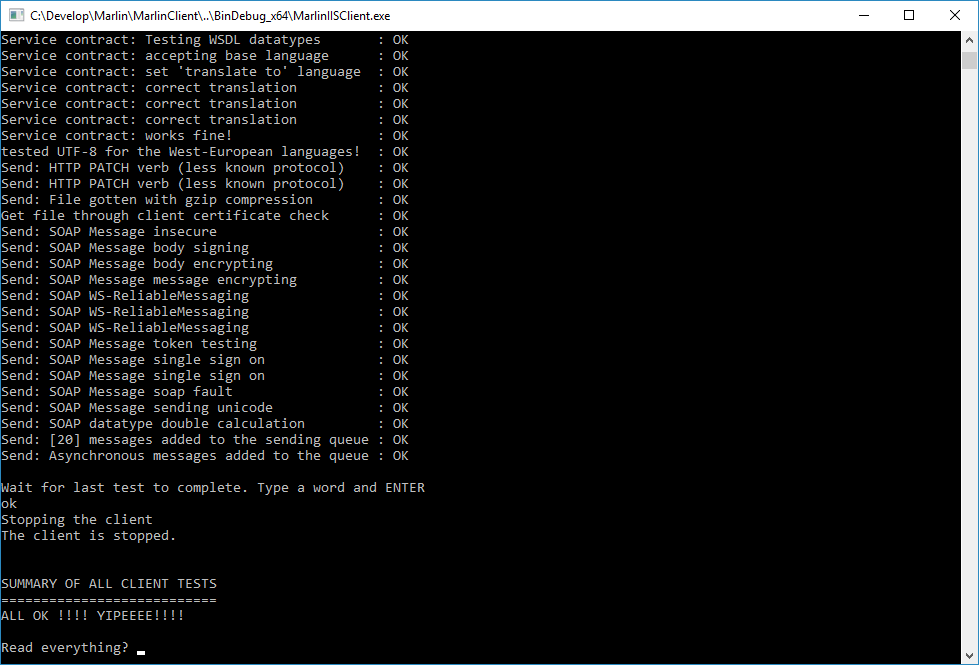 C:\Develop\Marlin\MarlinClient\..\BinDebug_x64\MarlinIISClient.exe
Service contract: Testing WSDL datatypes       : OK
Service contract: accepting base language      : OK
Service contract: set 'translate to' language  : OK
Service contract: correct translation          : OK
Service contract: correct translation          : OK
Service contract: correct translation          : OK
Service contract: works fine!                  : OK
tested UTF-8 for the West-European languages!  : OK
Send: HTTP PATCH verb (less known protocol)    : OK
Send: HTTP PATCH verb (less known protocol)    : OK
Send: File gotten with gzip compression        : OK
Get file through client certificate check      : OK
Send: SOAP Message insecure                    : OK
Send: SOAP Message body signing                : OK
Send: SOAP Message body encrypting             : OK
Send: SOAP Message message encrypting          : OK
Send: SOAP WS-ReliableMessaging                : OK
Send: SOAP WS-ReliableMessaging                : OK
Send: SOAP WS-ReliableMessaging                : OK
Send: SOAP Message token testing               : OK
Send: SOAP Message single sign on              : OK
Send: SOAP Message single sign on              : OK
Send: SOAP Message soap fault                  : OK
Send: SOAP Message sending unicode             : OK
Send: SOAP datatype double calculation         : OK
Send: [20] messages added to the sending queue : OK
Send: Asynchronous messages added to the queue : OK
Wait for last test to complete. Type a word and ENTER
ok
Stopping the client
The client is stopped.
SUMMARY OF ALL CLIENT TESTS
===========================
ALL OK !!!! YIPEEEE!!!!
Read everything?